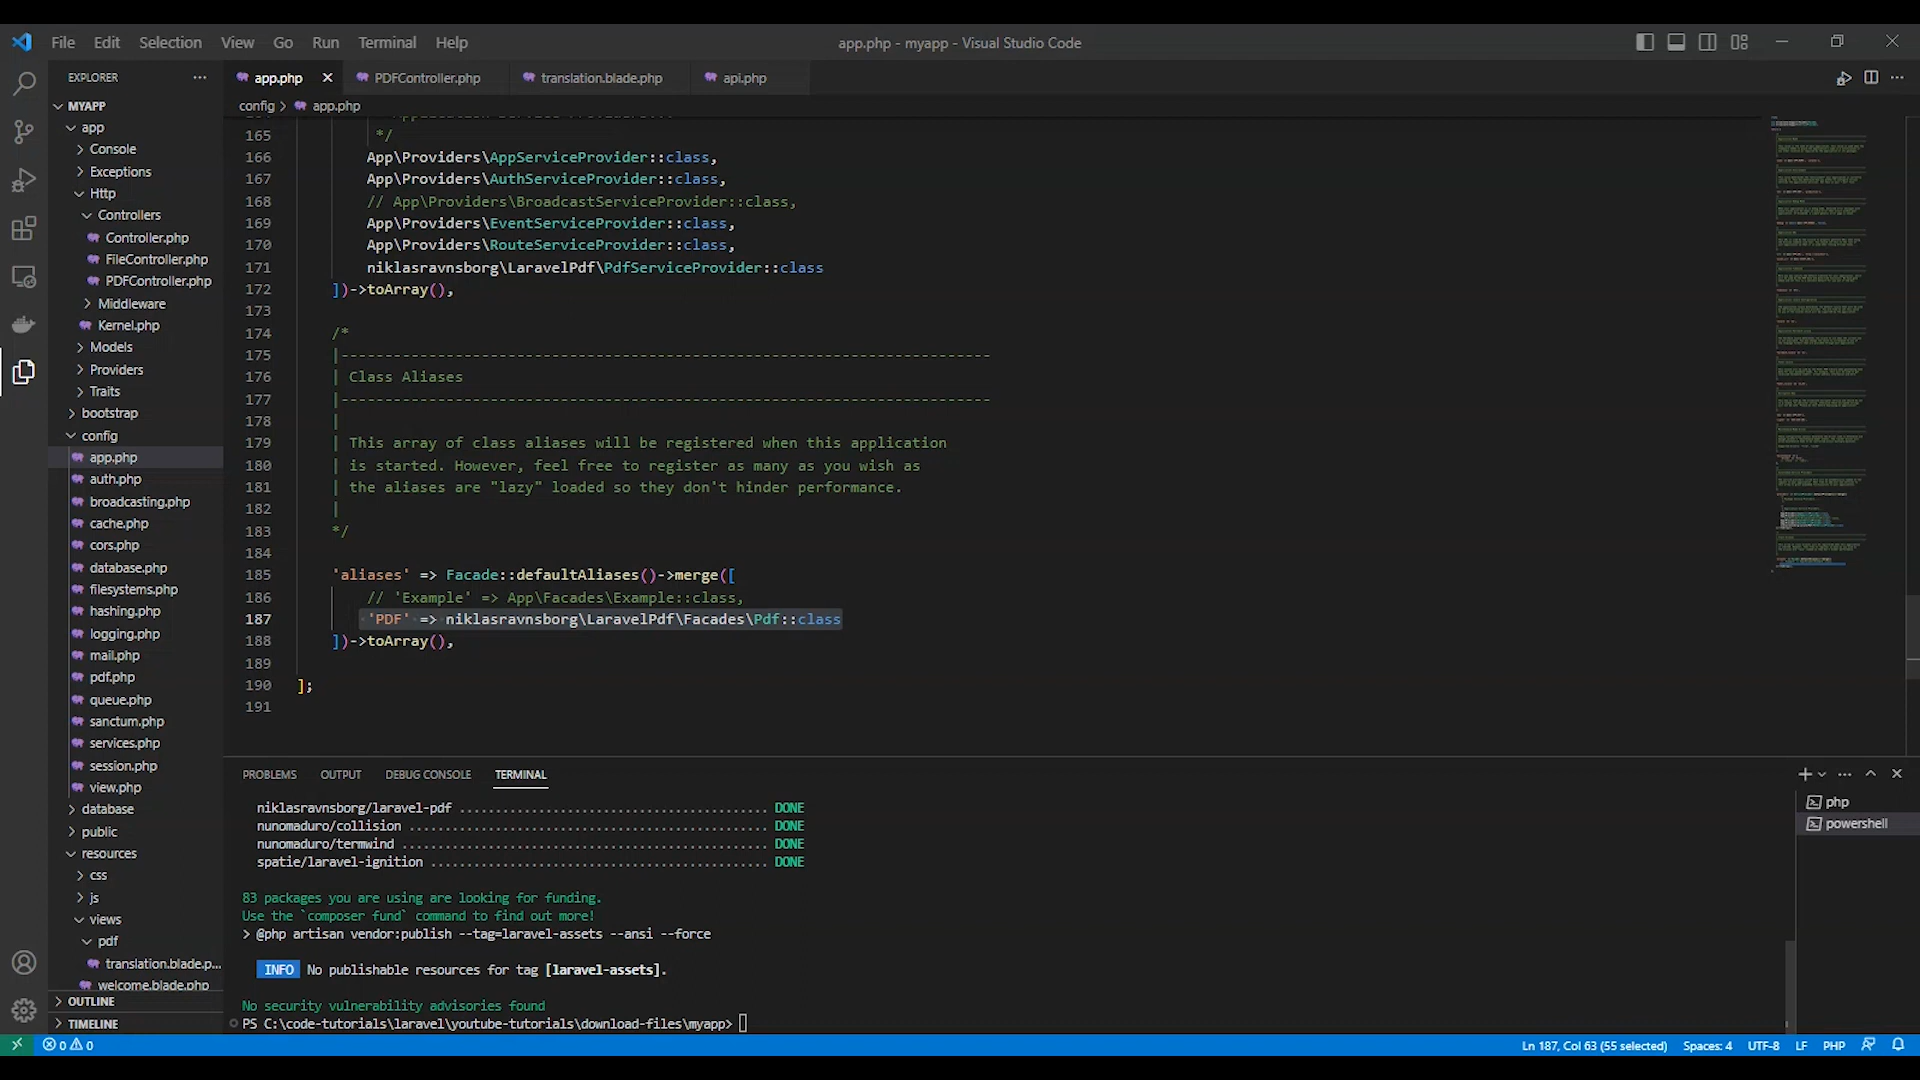 File Edit Selection View Go Run Terminal Help
app.php - myapp - Visual Studio Code
EXPLORER
MYAPP
app
Console
Exceptions
Http
Controllers
Controller.php
FileController.php
PDFController.php
Middleware
Kernel.php
Models
Providers
Traits
bootstrap
config
app.php
auth.php
broadcasting.php
cache.php
cors.php
database.php
filesystems.php
hashing.php
logging.php
mail.php
pdf.php
queue.php
sanctum.php
services.php
session.php
view.php
database
public
resources
css
js
views
pdf
translation.blade.p...
welcome.blade.php
OUTLINE
TIMELINE
app.php PDFController.php translation.blade.php api.php
config > app.php
165 */
166 App\Providers\AppServiceProvider::class,
167 App\Providers\AuthServiceProvider::class,
168 // App\Providers\BroadcastServiceProvider::class,
169 App\Providers\EventServiceProvider::class,
170 App\Providers\RouteServiceProvider::class,
171 niklasravnsborg\LaravelPdf\PdfServiceProvider::class
172 ])->toArray(),
173
174 /*
175 |--------------------------------------------------------------------------
176 | Class Aliases
177 |--------------------------------------------------------------------------
178 |
179 | This array of class aliases will be registered when this application
180 | is started. However, feel free to register as many as you wish as
181 | the aliases are "lazy" loaded so they don't hinder performance.
182 |
183 */
184
185 'aliases' => Facade::defaultAliases()->merge([
186 // 'Example' => App\Facades\Example::class,
187 'PDF' => niklasravnsborg\LaravelPdf\Facades\Pdf::class
188 ])->toArray(),
189
190 ];
191
PROBLEMS OUTPUT DEBUG CONSOLE TERMINAL
niklasravnsborg/laravel-pdf ........................................... DONE
nunomaduro/collision .................................................. DONE
nunomaduro/termwind ................................................... DONE
spatie/laravel-ignition ............................................... DONE
83 packages you are using are looking for funding.
Use the `composer fund` command to find out more!
> @php artisan vendor:publish --tag=laravel-assets --ansi --force
INFO No publishable resources for tag [laravel-assets].
No security vulnerability advisories found
PS C:\code-tutorials\laravel\youtube-tutorials\download-files\myapp>
php
powershell
0 0
Ln 187, Col 63 (55 selected) Spaces: 4 UTF-8 LF PHP